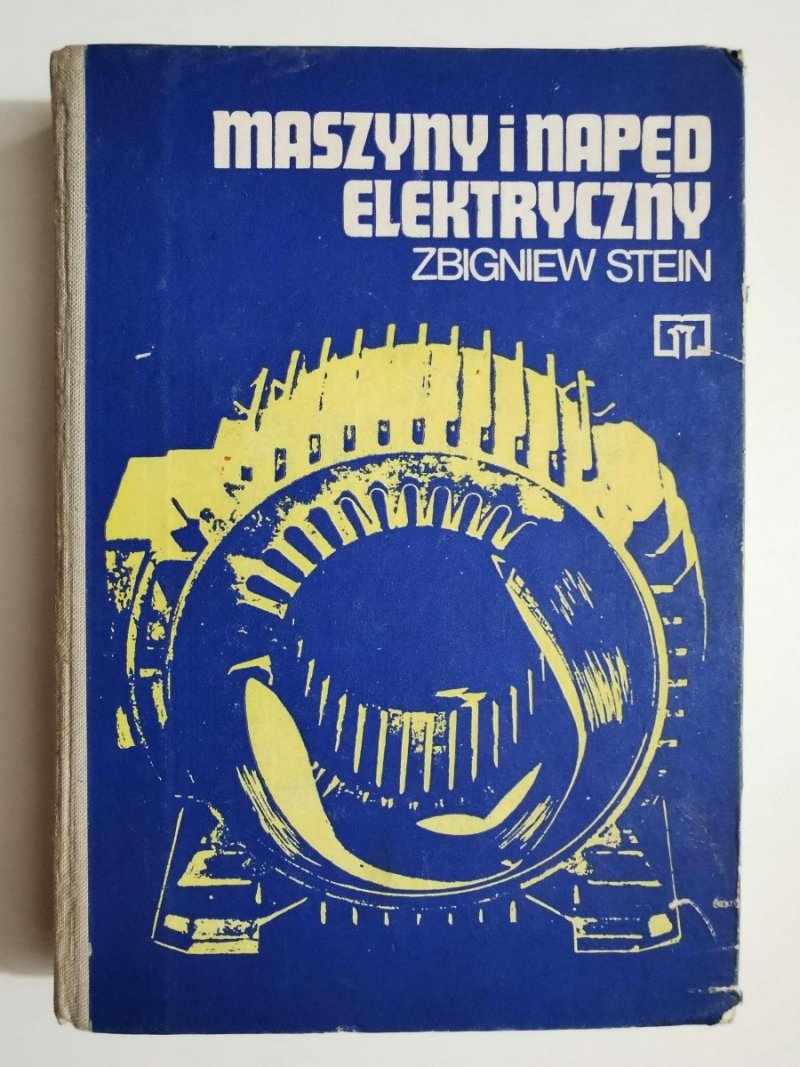 MASZYNY i NAPĘD
ELEKTRYCZNY
ZBIGNIEW STEIN